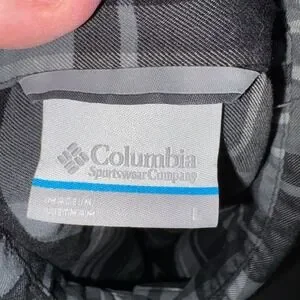 Columbia
Sportswear Company
MADE IN
VIETNAM
L